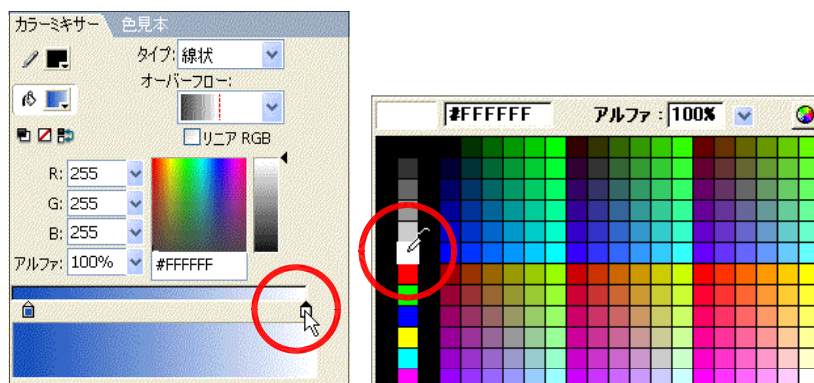 カラーミキサー 色見本
タイプ: 線状
オーバーフロー:
リニア RGB
R: 255
G: 255
B: 255
アルファ: 100% #FFFFFF
#FFFFFF アルファ : 100%